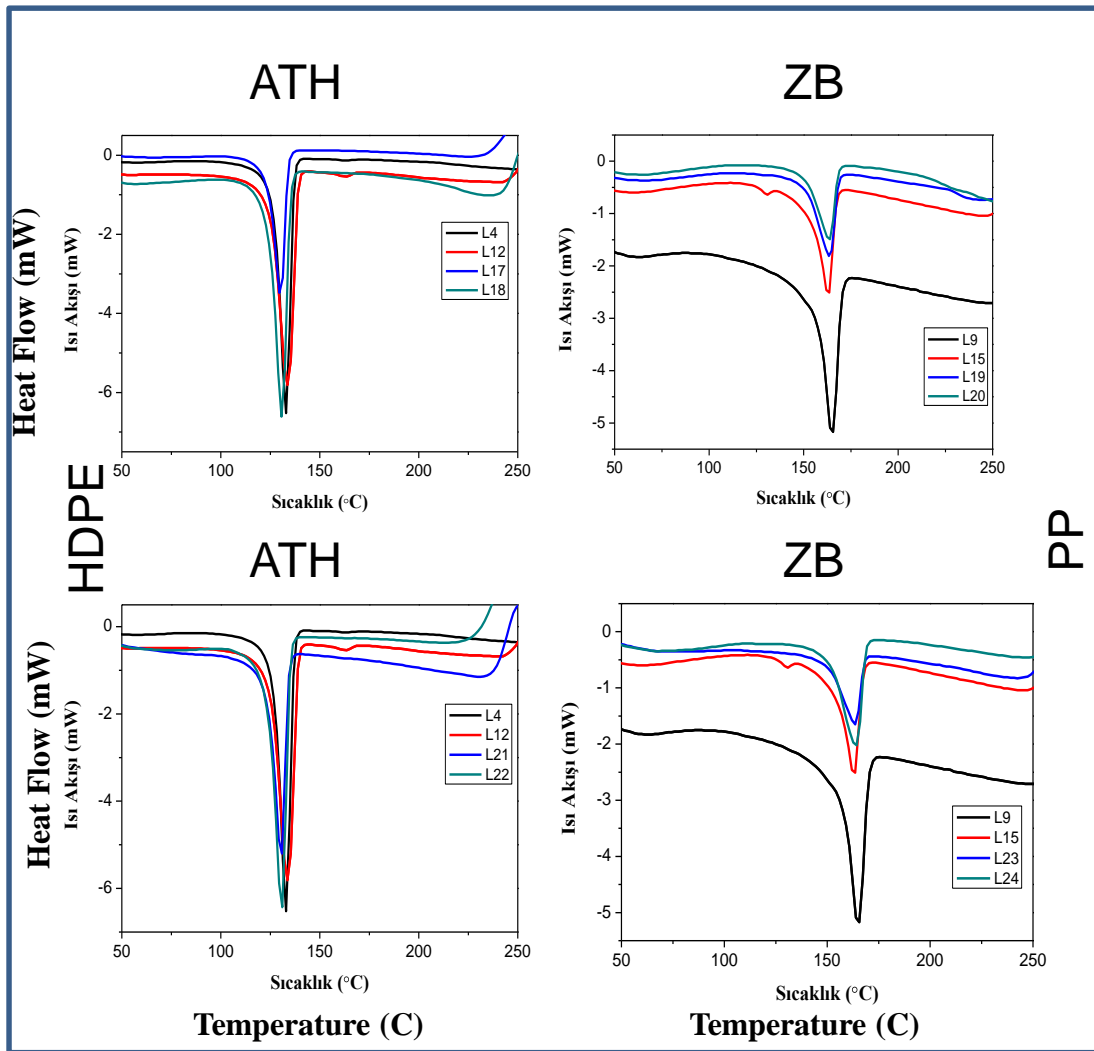 ATH
ZB
0
-2
-4
-6
50
100
150
200
250
L4
L12
L17
L18
Isı Akışı (mW)
Sıcaklık (°C)
Heat Flow (mW)
0
-1
-2
-3
-4
-5
50
100
150
200
250
L9
L15
L19
L20
Isı Akışı (mW)
Sıcaklık (°C)
HDPE
PP
ATH
ZB
0
-2
-4
-6
50
100
150
200
250
L4
L12
L21
L22
Isı Akışı (mW)
Sıcaklık (°C)
Heat Flow (mW)
0
-1
-2
-3
-4
-5
50
100
150
200
250
L9
L15
L23
L24
Isı Akışı (mW)
Sıcaklık (°C)
Temperature (C)
Temperature (C)